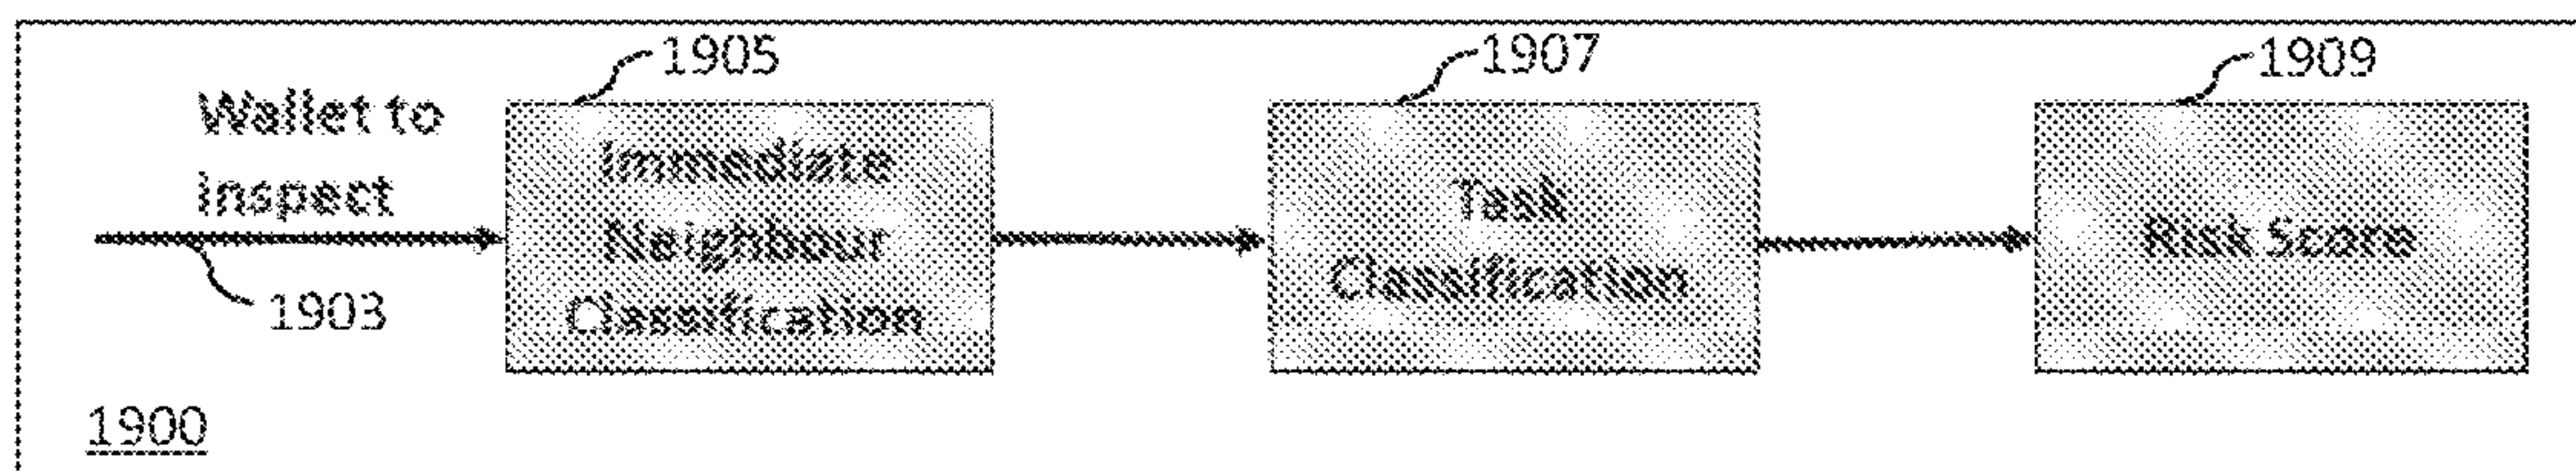 1905
1907
1909
Wallet to
inspect
Immediate
Neighbour
Classification
Task
Classification
Risk Score
1903
1900